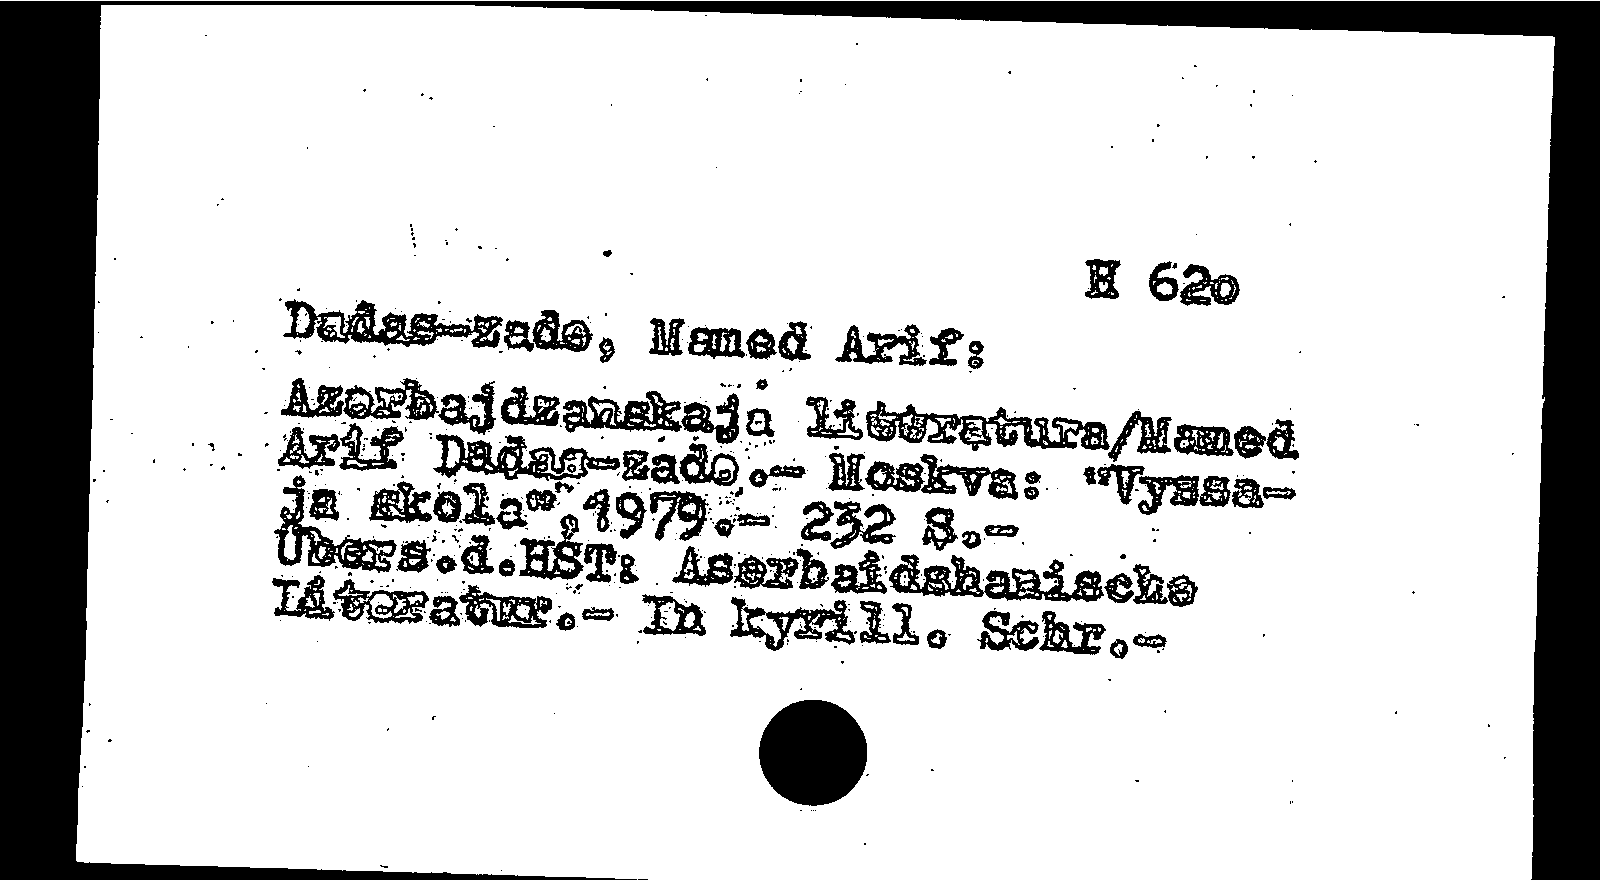 H 620
Dadas-zade, Mamed Arif:
Azerbajdzanskaja litteratura/Mamed
Arif Dadas-zade.- Moskva: "Vyssa-
ja skola",1979.- 232 S.-
Übers.d.HST: Aserbaidshanische
Literatur.- In kyrill. Schr.-